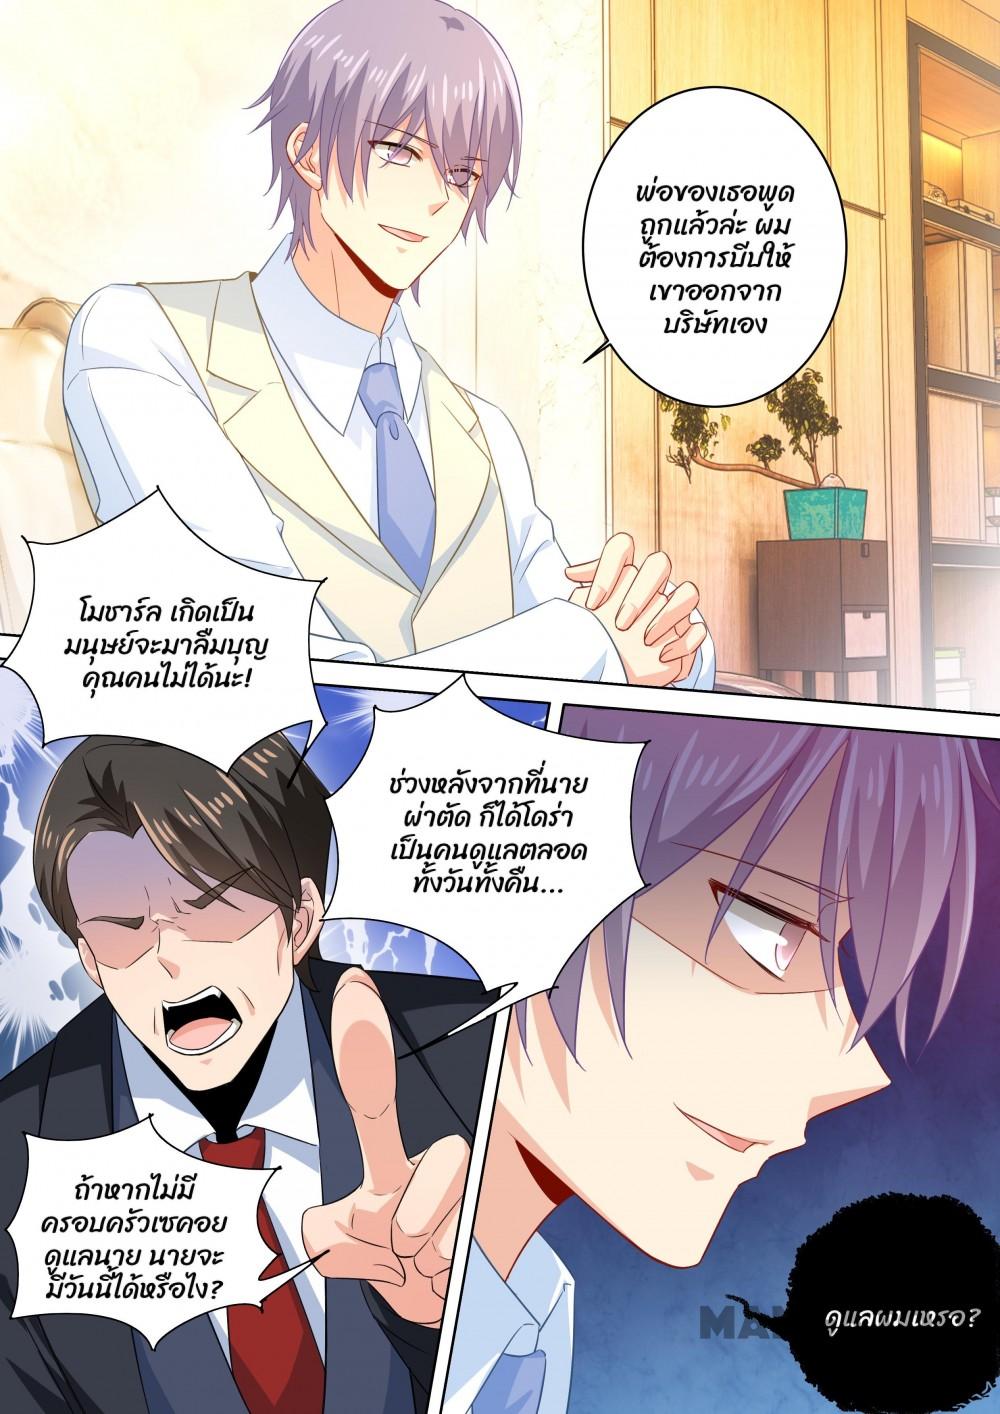 พ่อของเธอพูด
ถูกแล้วล่ะ ผม
ต้องการบีบให้
เขาออกจาก
บริษัทเอง
โมชาร์ล เกิดเป็น
มนุษย์จะมาลืมบุญ
คุณคนไม่ได้นะ!
ช่วงหลังจากที่นาย
ผ่าตัด ก็ได้โดร่า
เป็นคนดูแลตลอด
ทั้งวันทั้งคืน...
ถ้าหากไม่มี
ครอบครัวเซคอย
ดูแลนาย นายจะ
มีวันนี้ได้หรือไง?
ดูแลผมเหรอ?